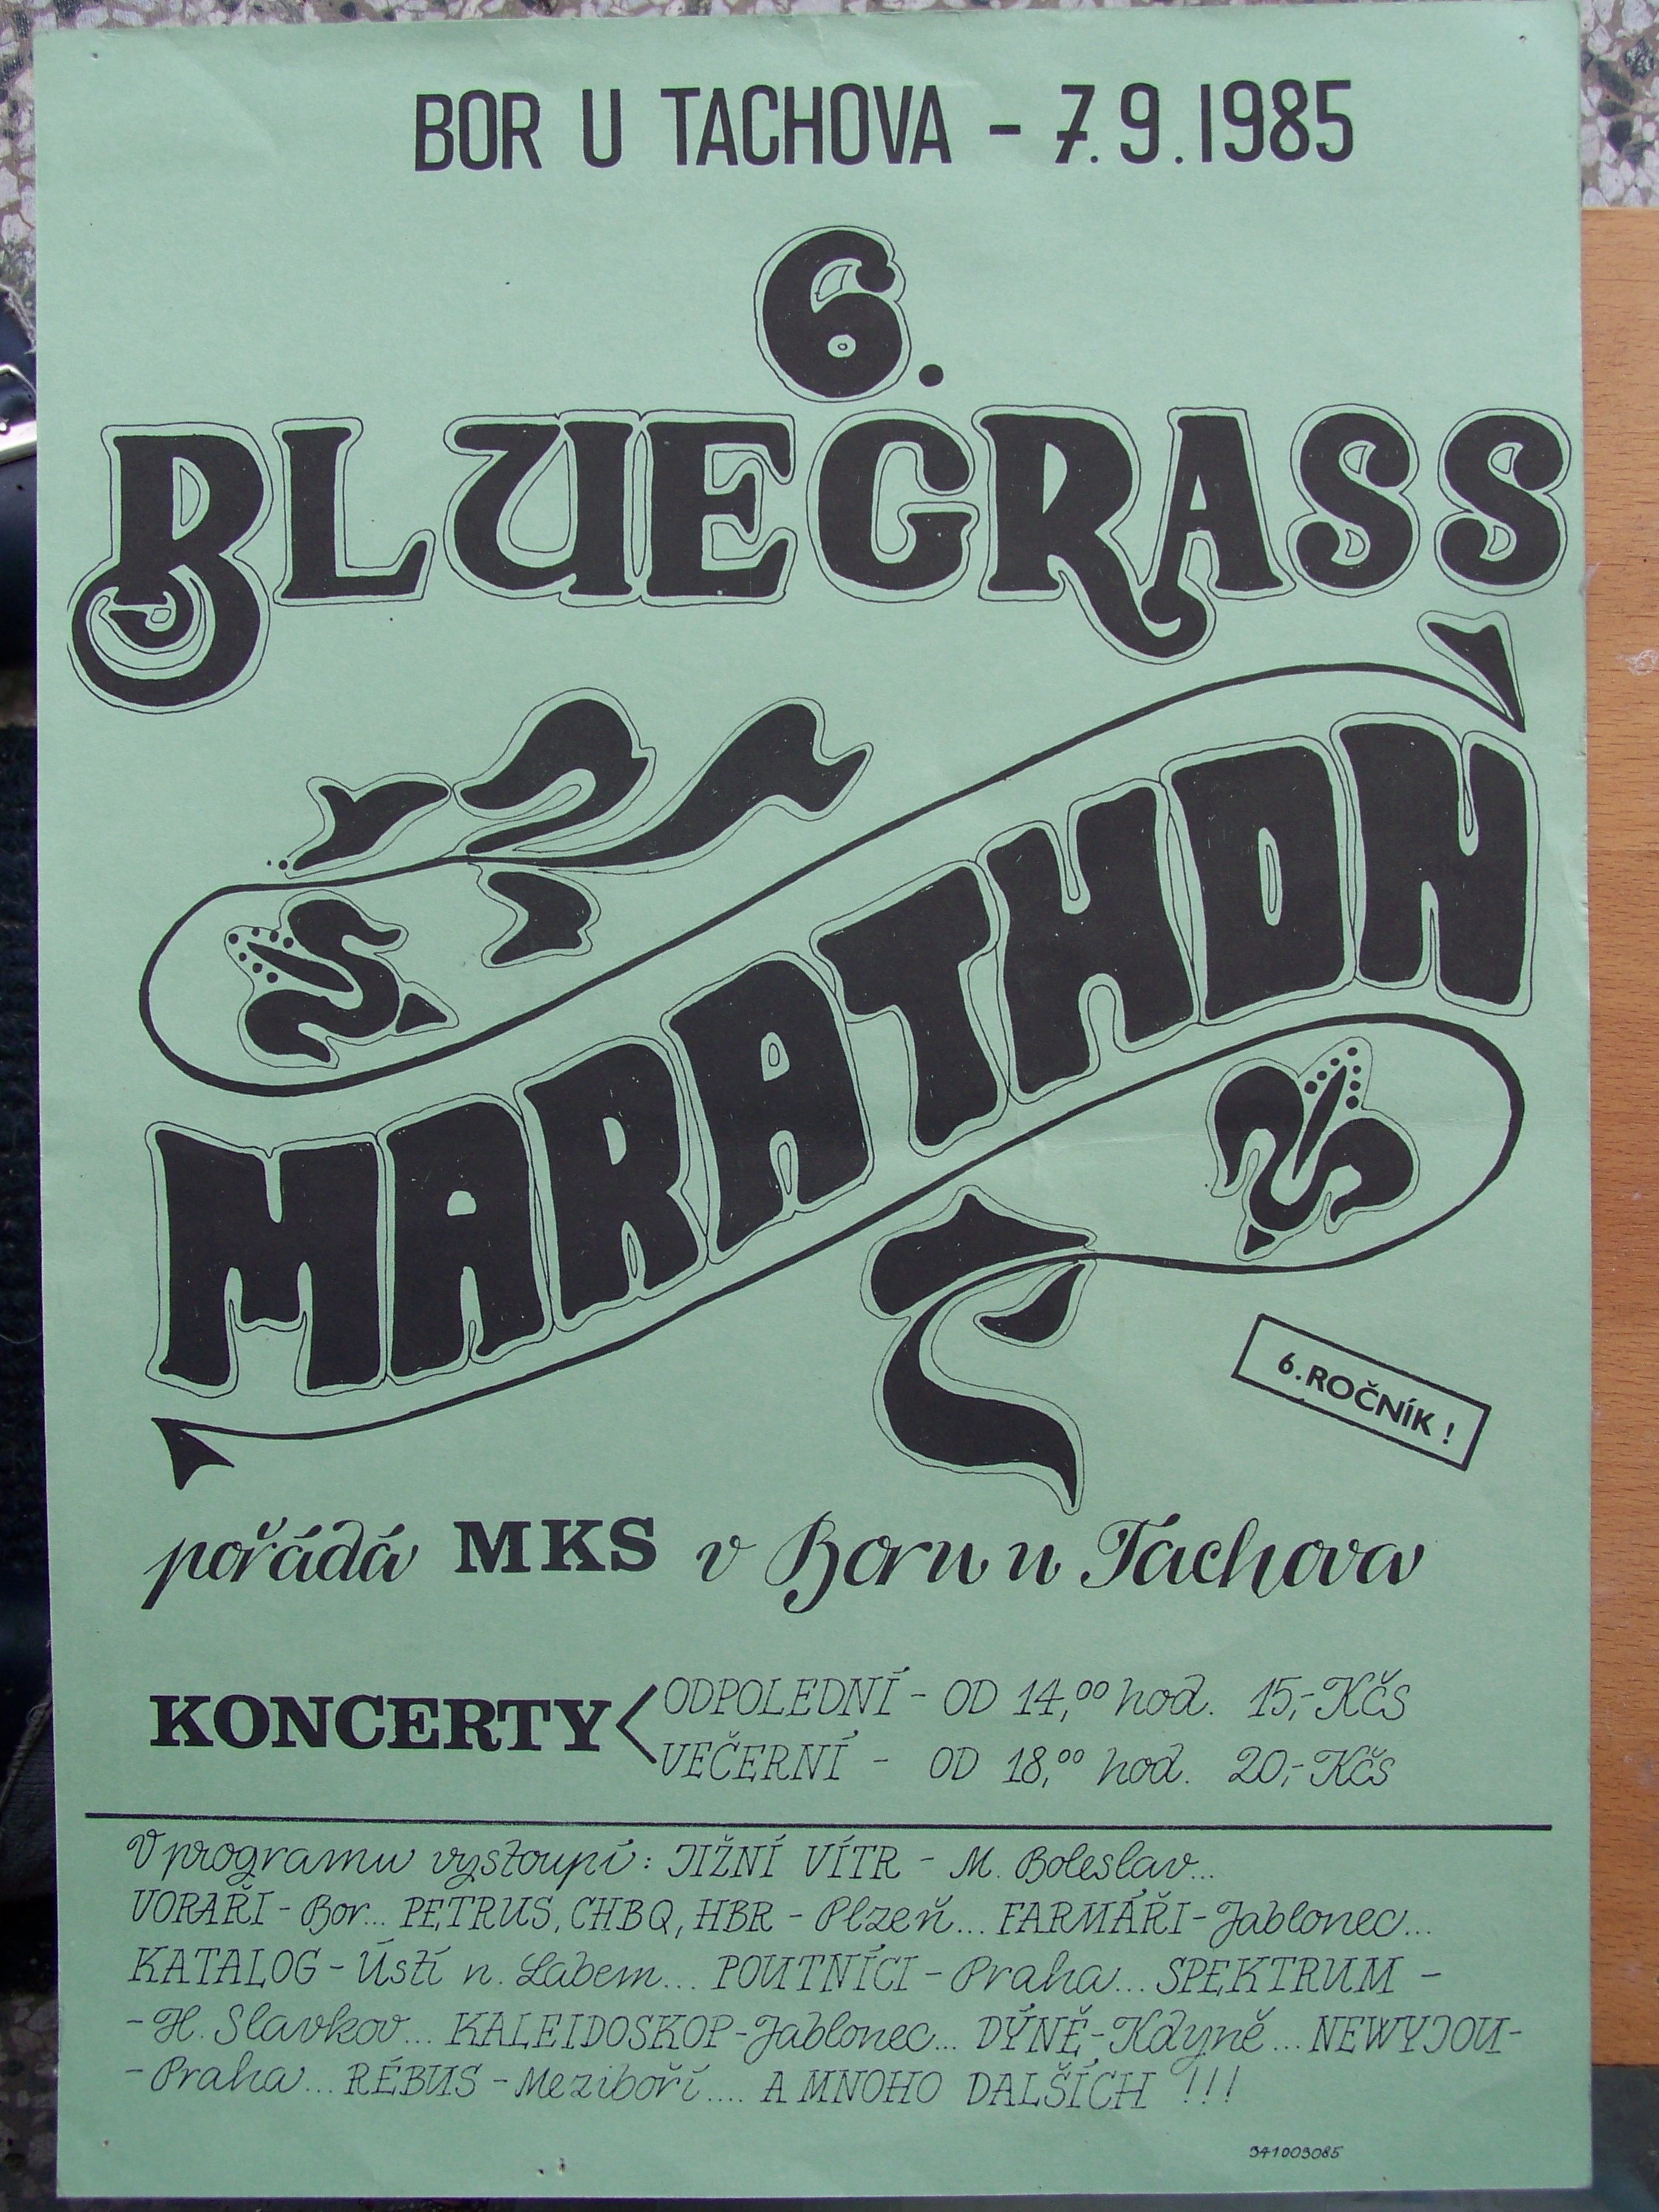 BOR U TACHOVA - 7.9.1985
6.
BLUEGRASS
MARATHON
6. ROČNÍK!
pořádá MKS v Boru u Tachova
KONCERTY < ODPOLEDNÍ - OD 14,00 hod. 15,- Kčs
VEČERNÍ - OD 18,00 hod. 20,- Kčs
V programu vystoupí: JIŽNÍ VÍTR - M. Boleslav...
VORAŘI - Bor... PETRUS, CHBQ, HBR - Plzeň... FARMÁŘI - Jablonec...
KATALOG - Ústí n. Labem... POUTNÍCI - Praha... SPEKTRUM -
- H. Slavkov... KALEIDOSKOP - Jablonec... DÝNĚ - Kdyně... NEWYJOU -
- Praha... RÉBUS - Meziboří.... A MNOHO DALŠÍCH !!!
341003085